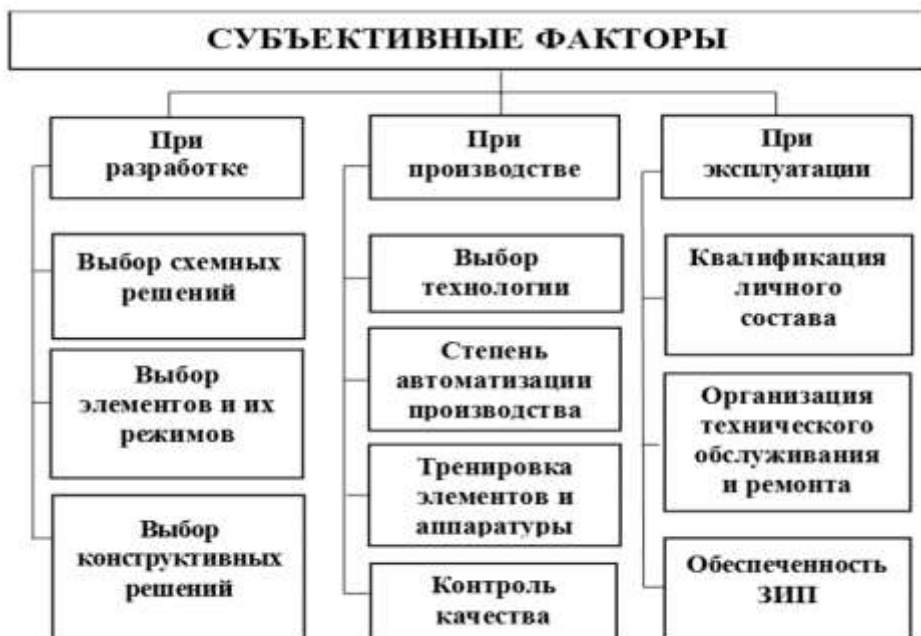 СУБЪЕКТИВНЫЕ ФАКТОРЫ
При
разработке
Выбор схемных
решений
Выбор
элементов и их
режимов
Выбор
конструктивных
решений
При
производстве
Выбор
технологии
Степень
автоматизации
производства
Тренировка
элементов и
аппаратуры
Контроль
качества
При
эксплуатации
Квалификация
личного
состава
Организация
технического
обслуживания
и ремонта
Обеспеченность
ЗИП